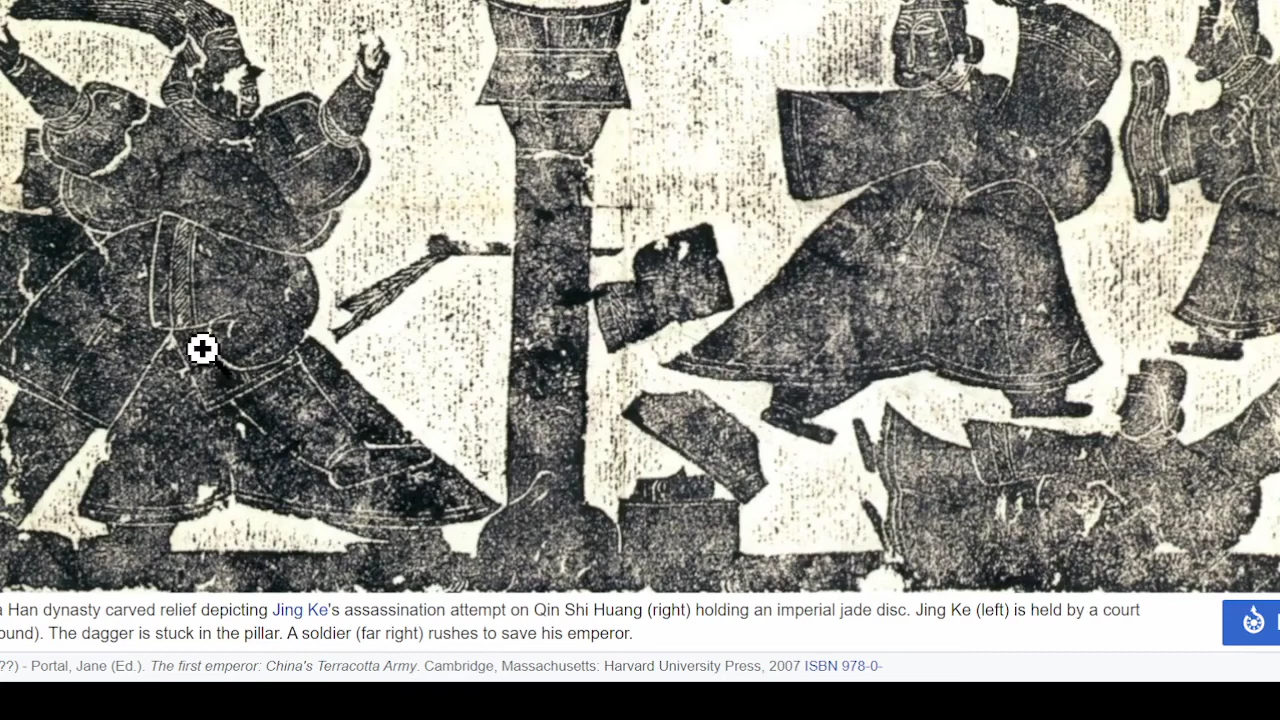 a Han dynasty carved relief depicting Jing Ke's assassination attempt on Qin Shi Huang (right) holding an imperial jade disc. Jing Ke (left) is held by a court
ound). The dagger is stuck in the pillar. A soldier (far right) rushes to save his emperor.
??) - Portal, Jane (Ed.). The first emperor: China's Terracotta Army. Cambridge, Massachusetts: Harvard University Press, 2007 ISBN 978-0-